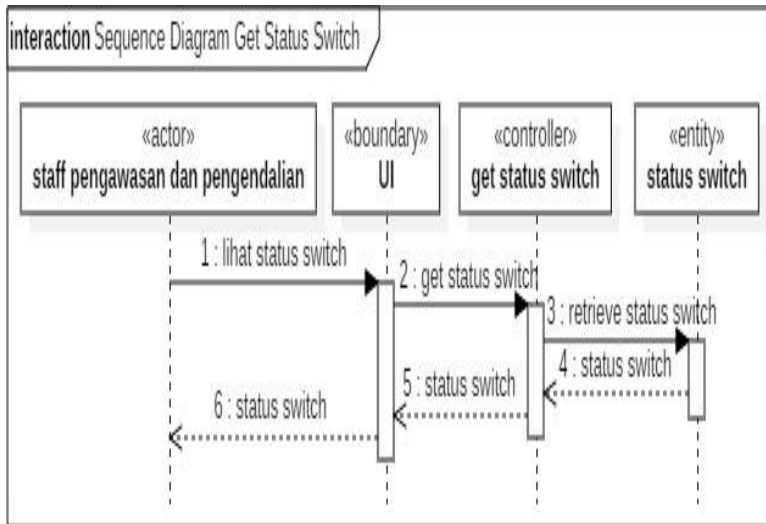 interaction Sequence Diagram Get Status Switch
«actor»
staff pengawasan dan pengendalian
«boundary»
UI
«controller»
get status switch
«entity»
status switch
1 : lihat status switch
2 : get status switch
3 : retrieve status switch
4 : status switch
5 : status switch
6 : status switch